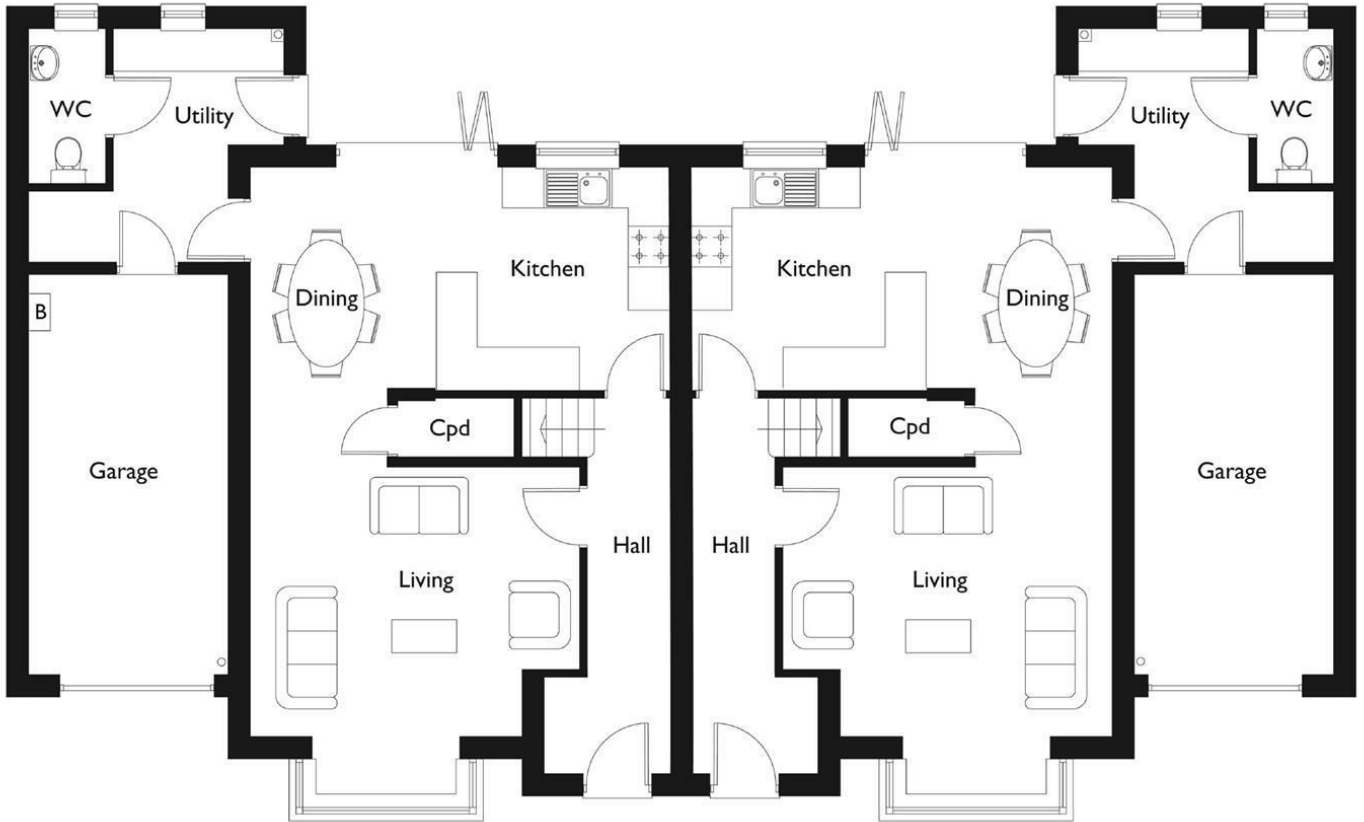 WC
Utility
Utility
WC
Kitchen
Kitchen
Dining
Dining
B
Cpd
Cpd
Garage
Garage
Hall
Hall
Living
Living